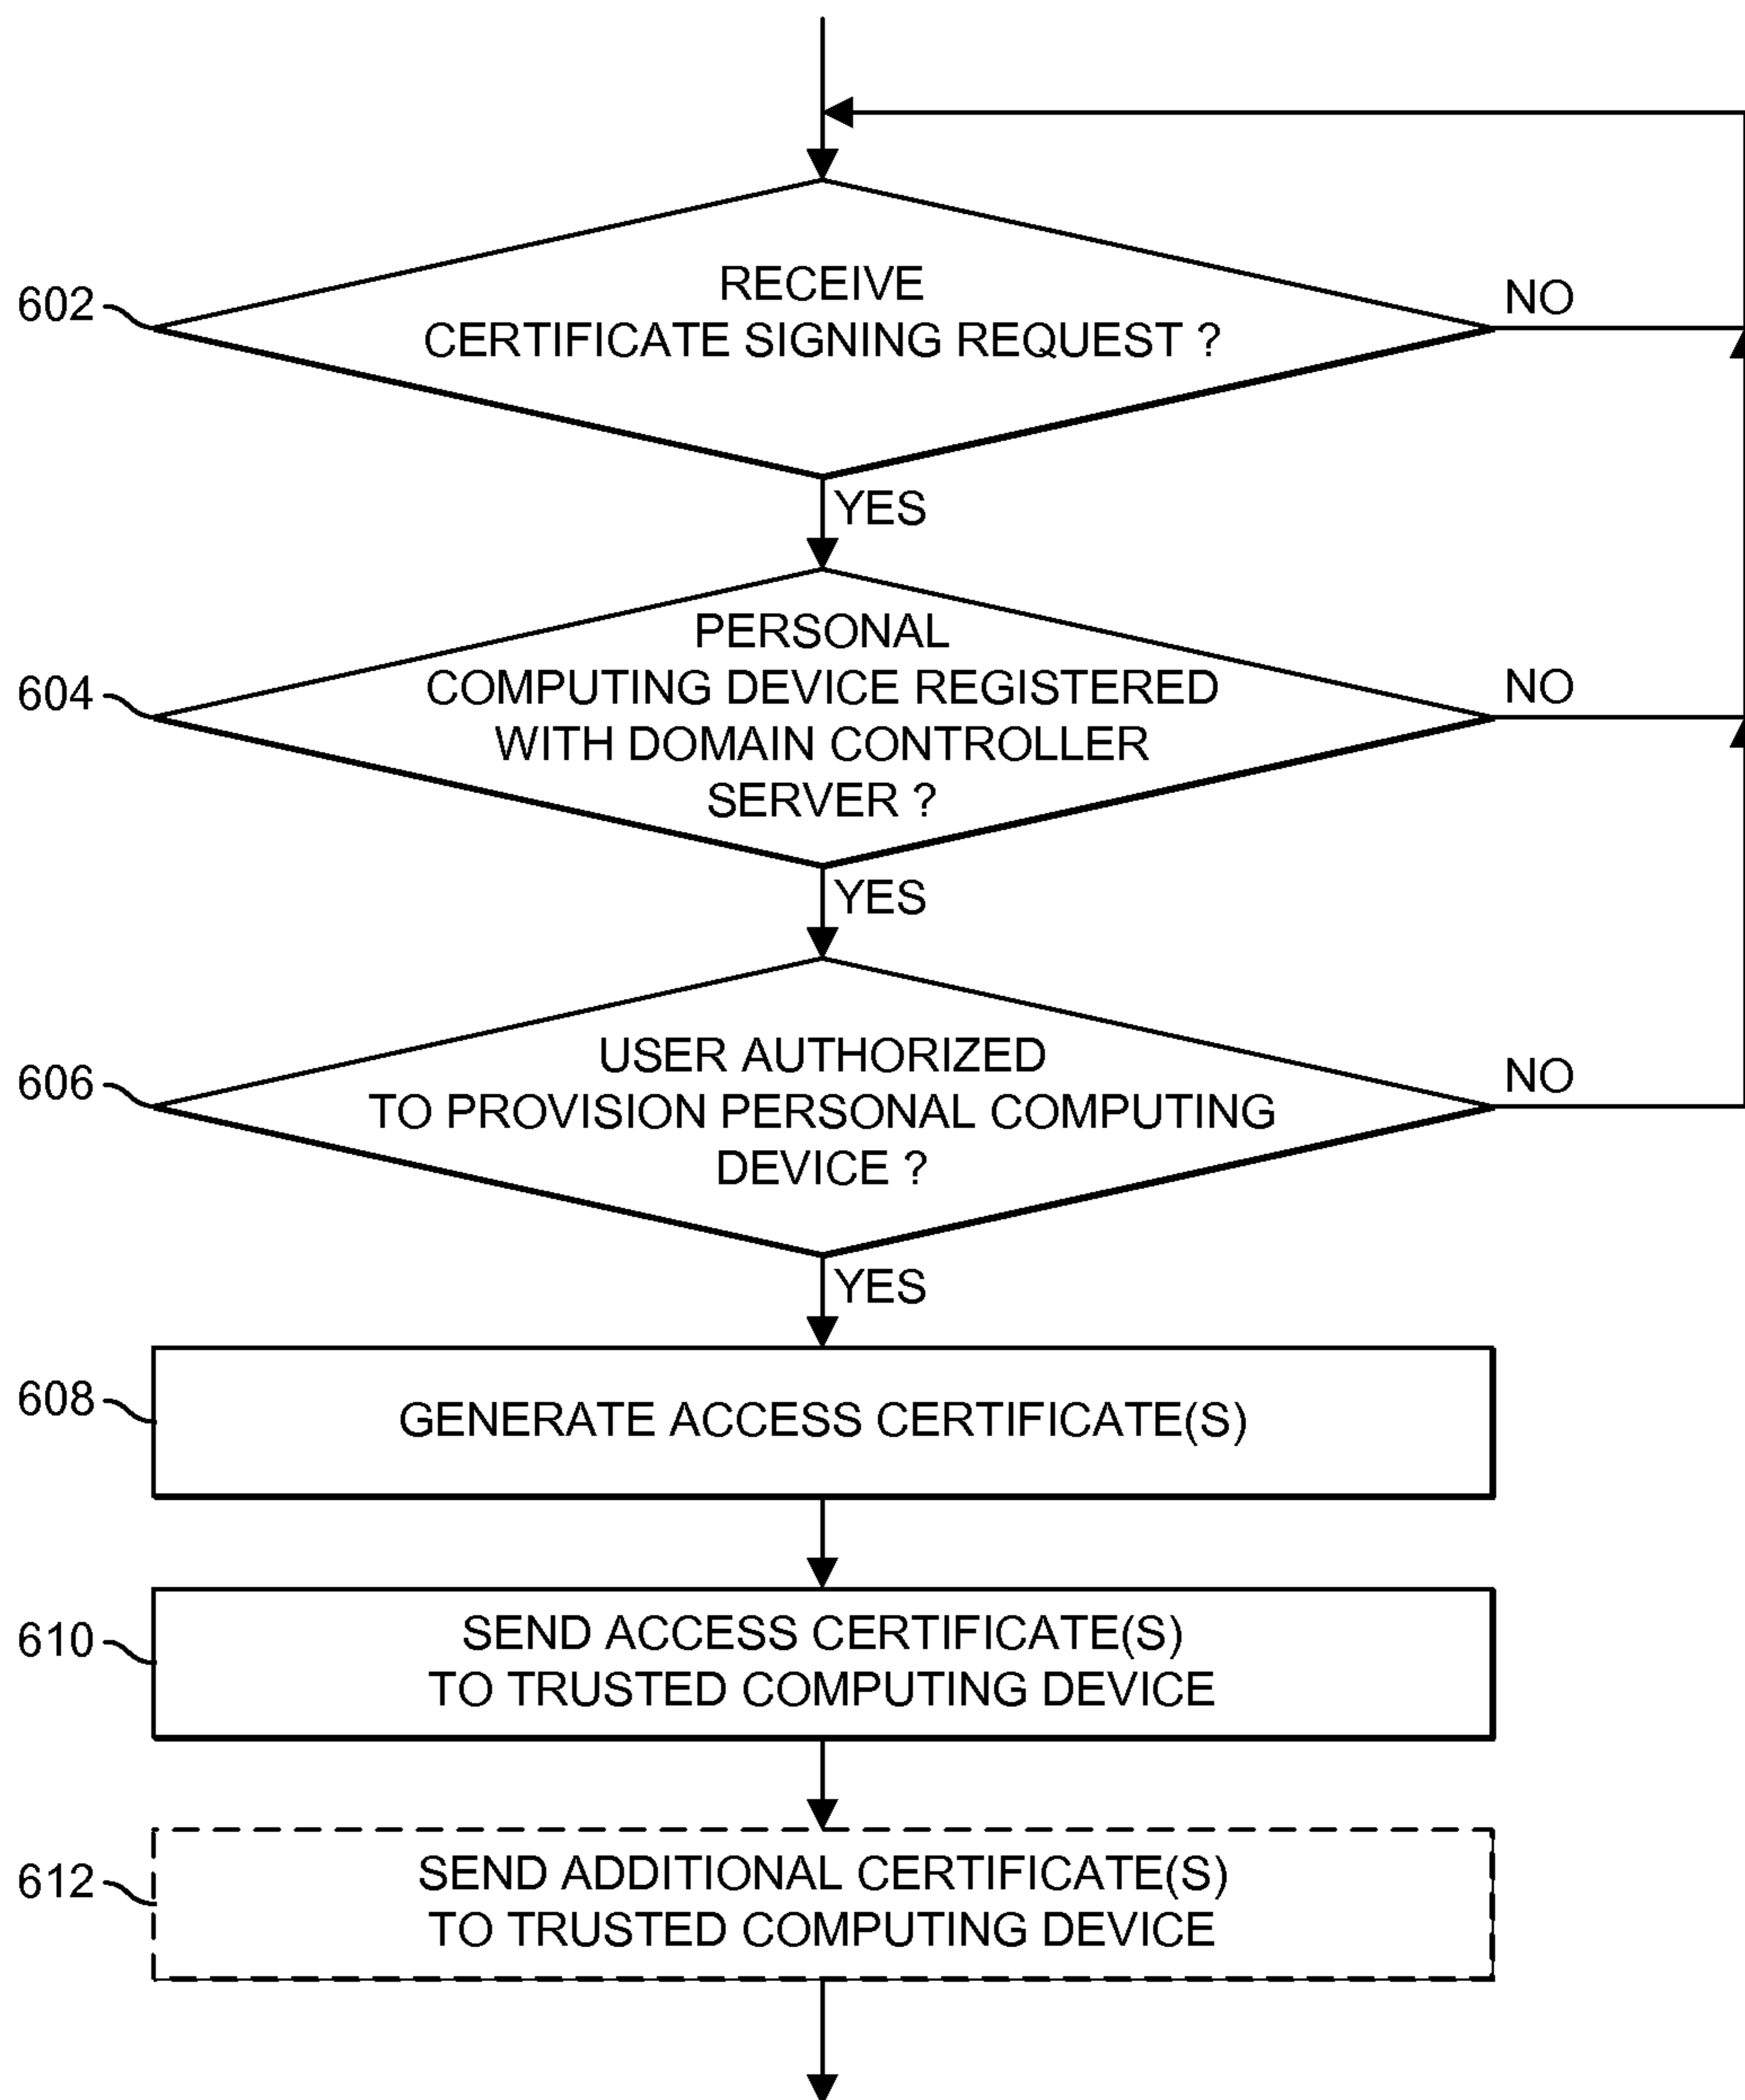 RECEIVE
CERTIFICATE SIGNING REQUEST ?
602
NO
YES
PERSONAL
COMPUTING DEVICE REGISTERED
WITH DOMAIN CONTROLLER
SERVER ?
604
NO
YES
USER AUTHORIZED
TO PROVISION PERSONAL COMPUTING
DEVICE ?
606
NO
YES
608
GENERATE ACCESS CERTIFICATE(S)
610
SEND ACCESS CERTIFICATE(S)
TO TRUSTED COMPUTING DEVICE
612
SEND ADDITIONAL CERTIFICATE(S)
TO TRUSTED COMPUTING DEVICE